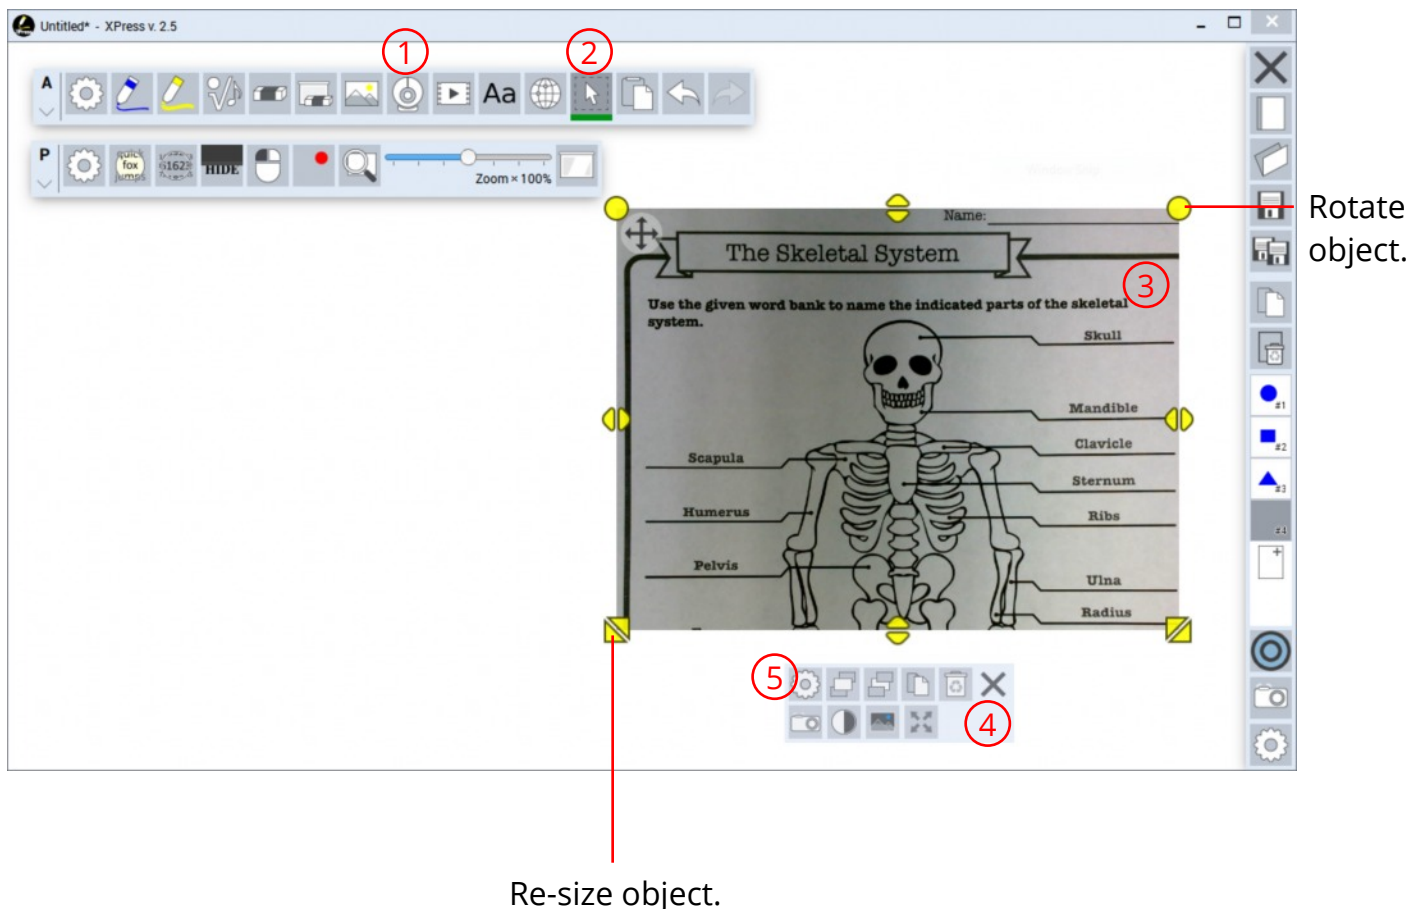 Untitled* - XPress v. 2.5
1
2
A
Aa
P
quick
fox
jumps
51623
HIDE
Zoom × 100%
Rotate
object.
Name:
The Skeletal System
3
Use the given word bank to name the indicated parts of the skeletal
system.
Skull
Mandible
Clavicle
Scapula
Sternum
Humerus
Ribs
Pelvis
Ulna
Radius
#1
#2
#3
#4
5
4
Re-size object.